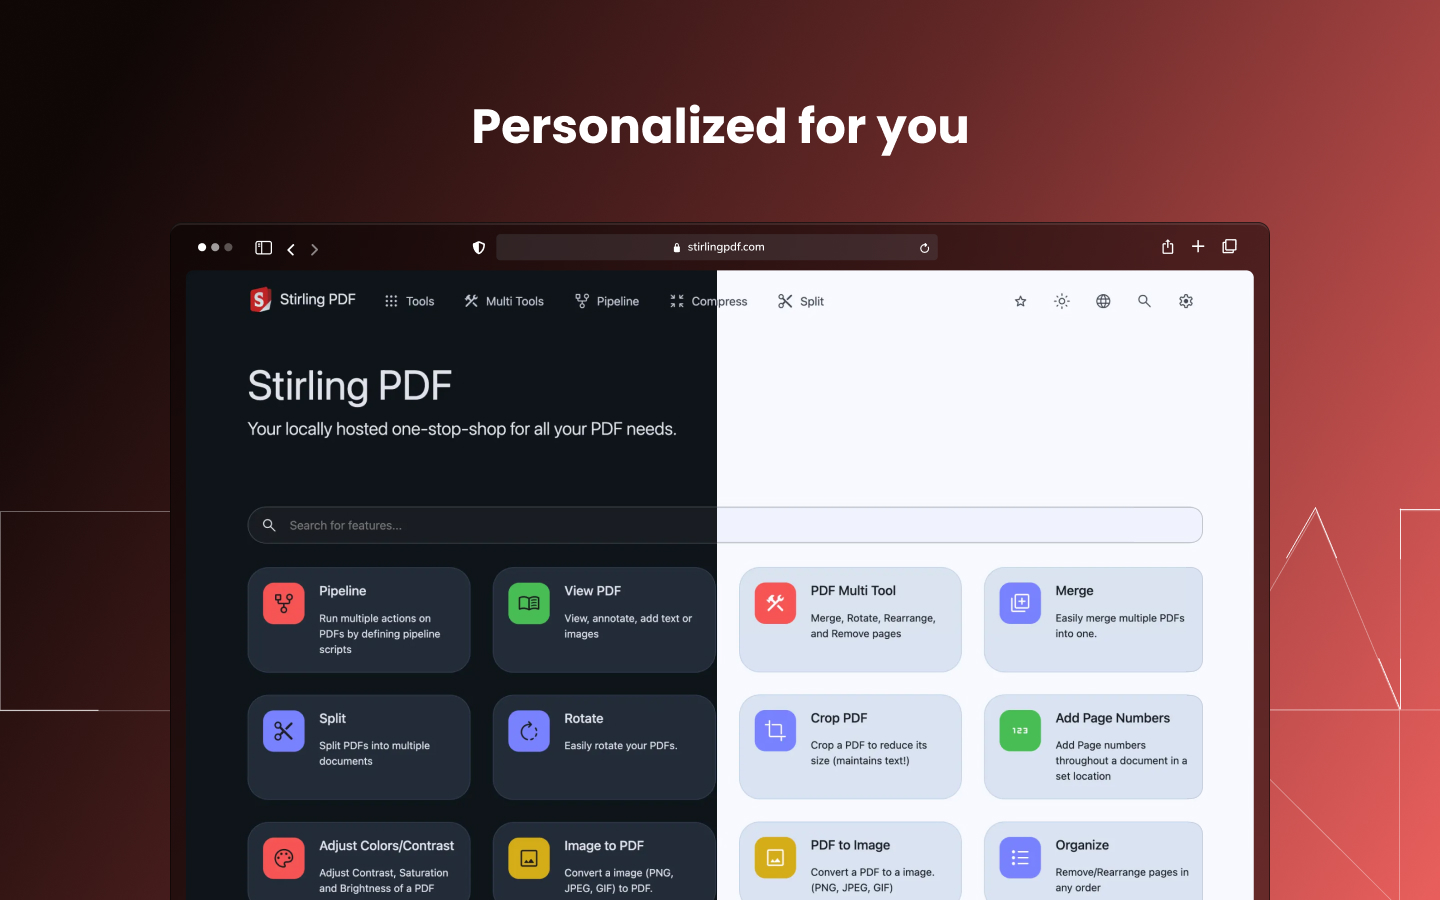 Personalized for you
stirlingpdf.com
Stirling PDF
Tools
Multi Tools
Pipeline
Compress
Split
Stirling PDF
Your locally hosted one-stop-shop for all your PDF needs.
Search for features...
Pipeline
Run multiple actions on
PDFs by defining pipeline
scripts
View PDF
View, annotate, add text or
images
PDF Multi Tool
Merge, Rotate, Rearrange,
and Remove pages
Merge
Easily merge multiple PDFs
into one.
Split
Split PDFs into multiple
documents
Rotate
Easily rotate your PDFs.
Crop PDF
Crop a PDF to reduce its
size (maintains text!)
123
Add Page Numbers
Add Page numbers
throughout a document in a
set location
Adjust Colors/Contrast
Adjust Contrast, Saturation
and Brightness of a PDF
Image to PDF
Convert a image (PNG,
JPEG, GIF) to PDF.
PDF to Image
Convert a PDF to a image.
(PNG, JPEG, GIF)
Organize
Remove/Rearrange pages in
any order